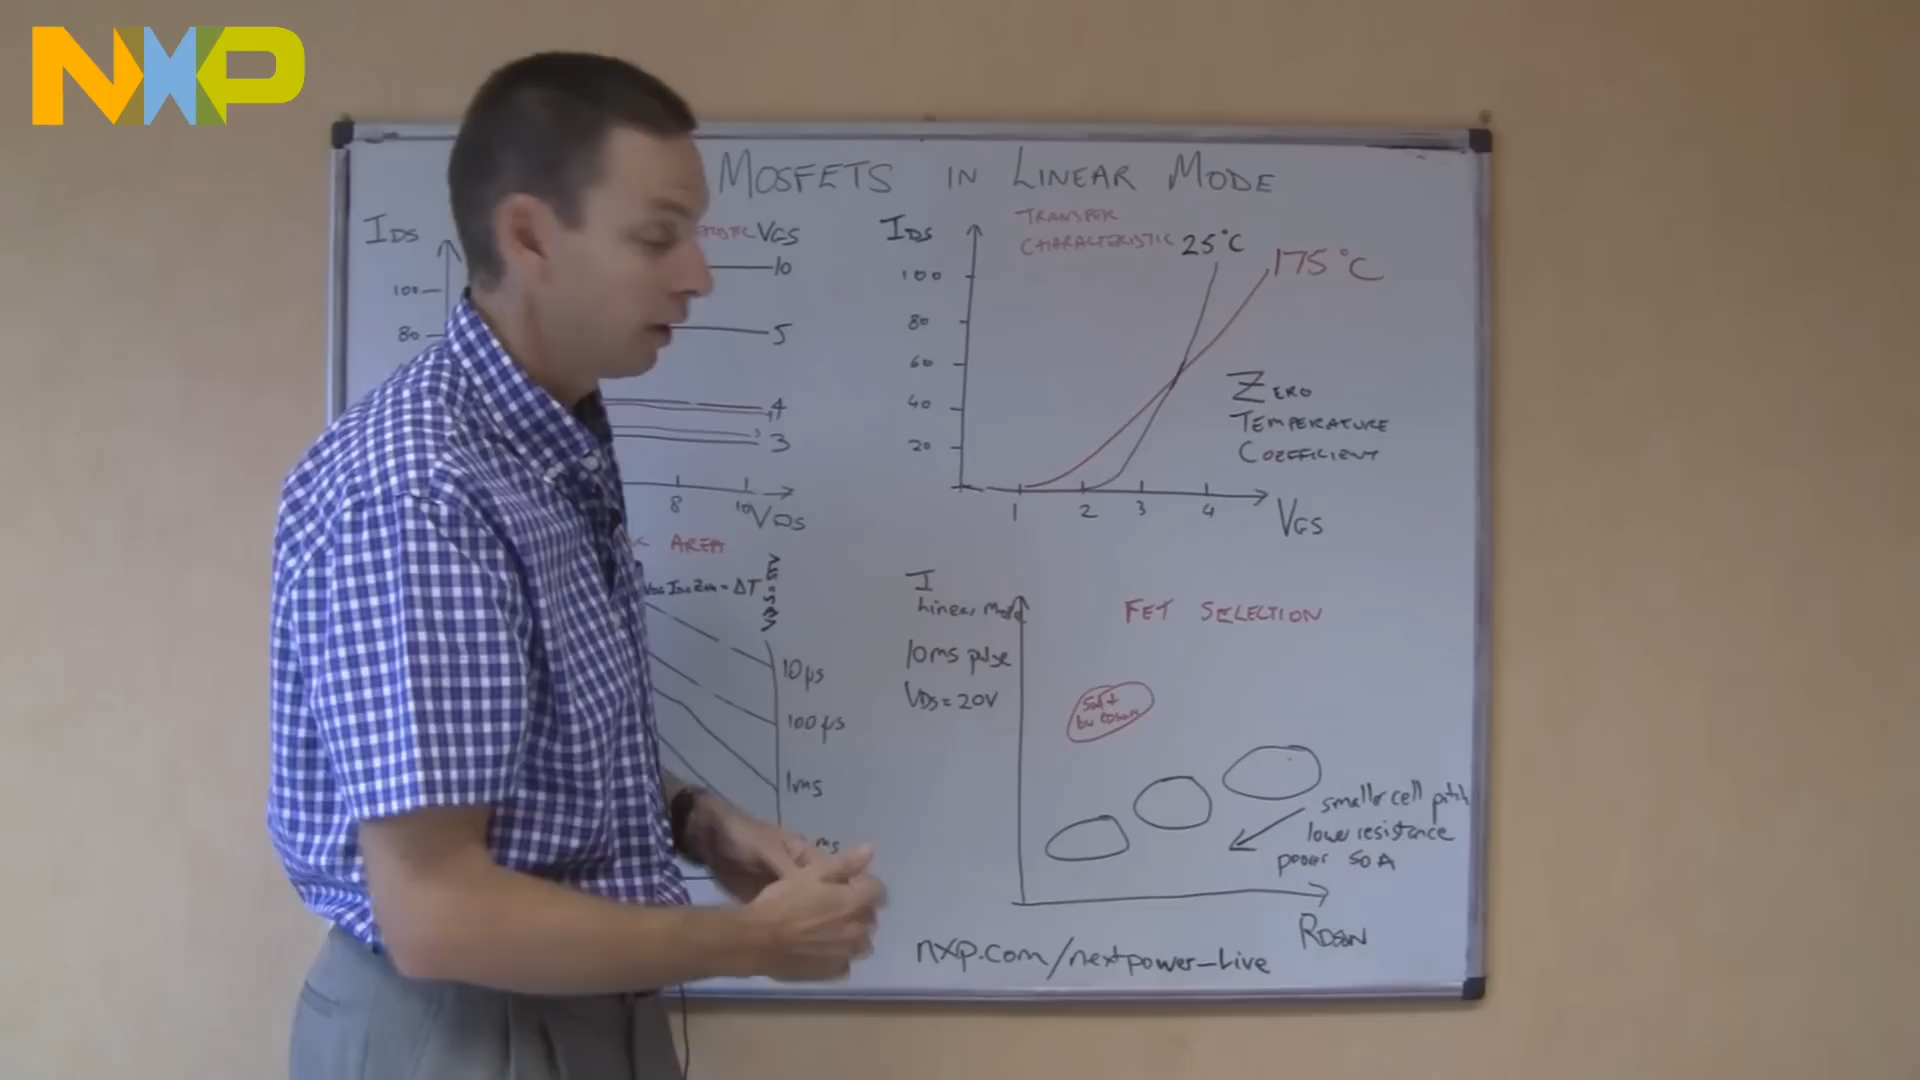 NXP
MOSFETS IN LINEAR MODE
IDS
VGS
10
100
80
5
4
3
8
10
VDS
AREA
= ΔT
10µs
100µs
1ms
ms
IDS
TRANSFER
CHARACTERISTIC
25°C
175°C
100
80
60
40
20
ZERO
TEMPERATURE
COEFFICIENT
1 2 3 4
VGS
I
Linear Mode
10ms pulse
VDS = 20V
FET SELECTION
smaller cell pitch
lower resistance
poorer SOA
RDSON
nxp.com/nextpower-live